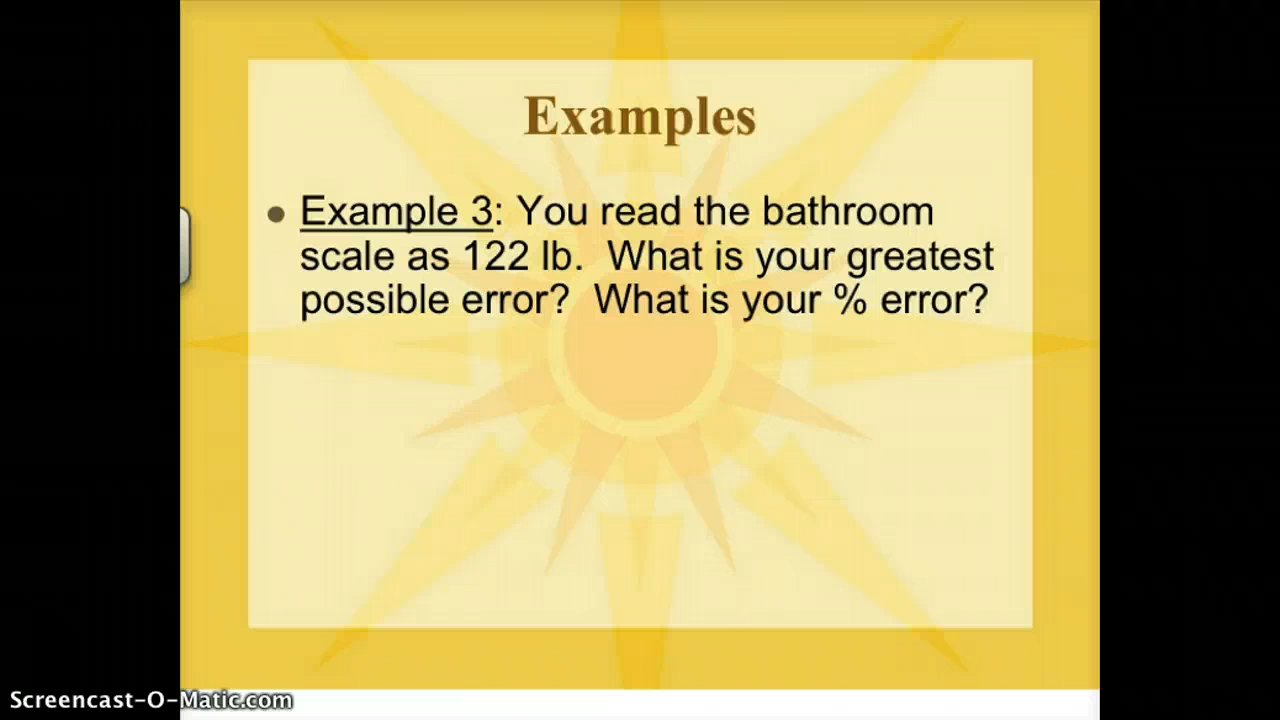 Examples
● Example 3: You read the bathroom
scale as 122 lb.  What is your greatest
possible error?  What is your % error?
Screencast-O-Matic.com